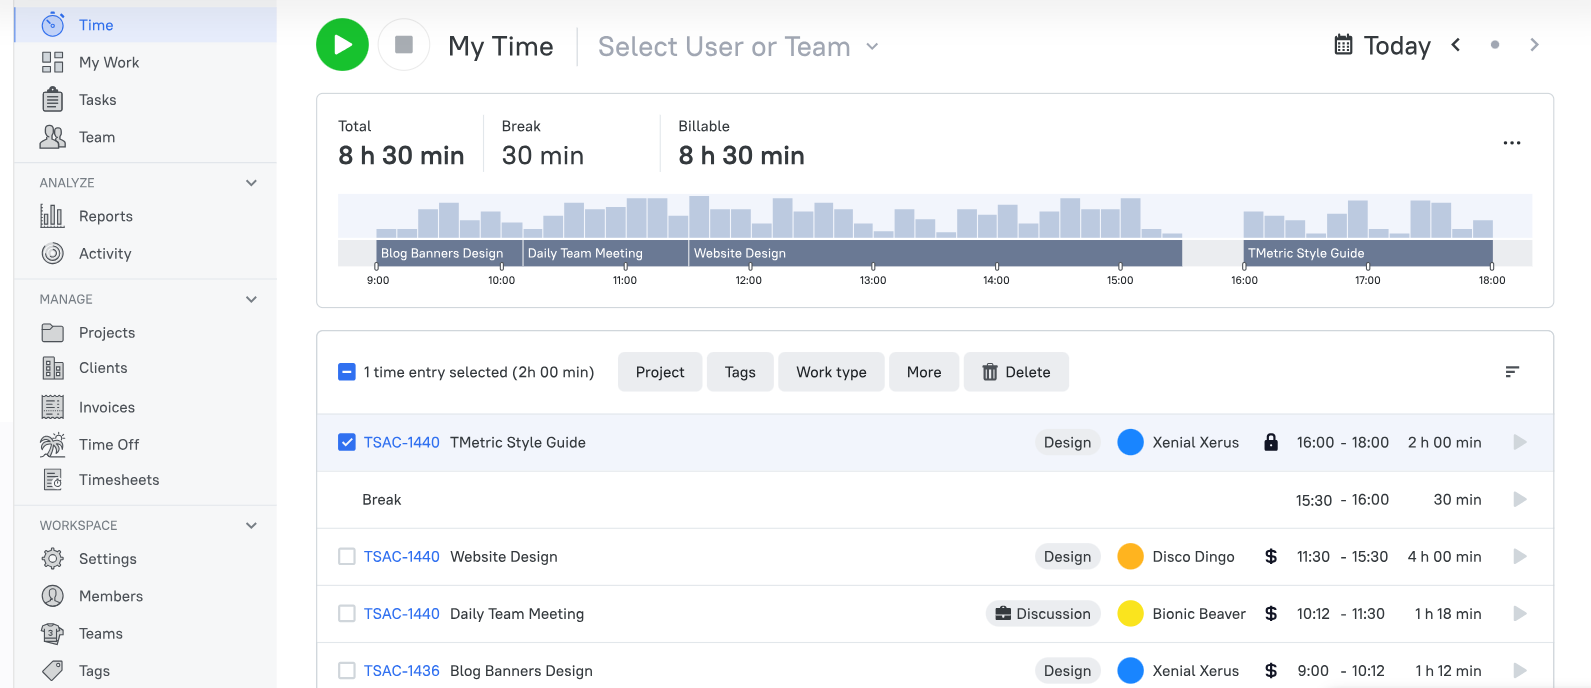 Time
My Work
Tasks
Team
ANALYZE
Reports
Activity
MANAGE
Projects
Clients
Invoices
Time Off
Timesheets
WORKSPACE
Settings
Members
3
Teams
Tags
My Time Select User or Team Today
Total Break Billable
8 h 30 min 30 min 8 h 30 min
Blog Banners Design Daily Team Meeting Website Design TMetric Style Guide
9:00 10:00 11:00 12:00 13:00 14:00 15:00 16:00 17:00 18:00
1 time entry selected (2h 00 min) Project Tags Work type More Delete
TSAC-1440 TMetric Style Guide Design Xenial Xerus 16:00 - 18:00 2 h 00 min
Break 15:30 - 16:00 30 min
TSAC-1440 Website Design Design Disco Dingo $ 11:30 - 15:30 4 h 00 min
TSAC-1440 Daily Team Meeting Discussion Bionic Beaver $ 10:12 - 11:30 1 h 18 min
TSAC-1436 Blog Banners Design Design Xenial Xerus $ 9:00 - 10:12 1 h 12 min